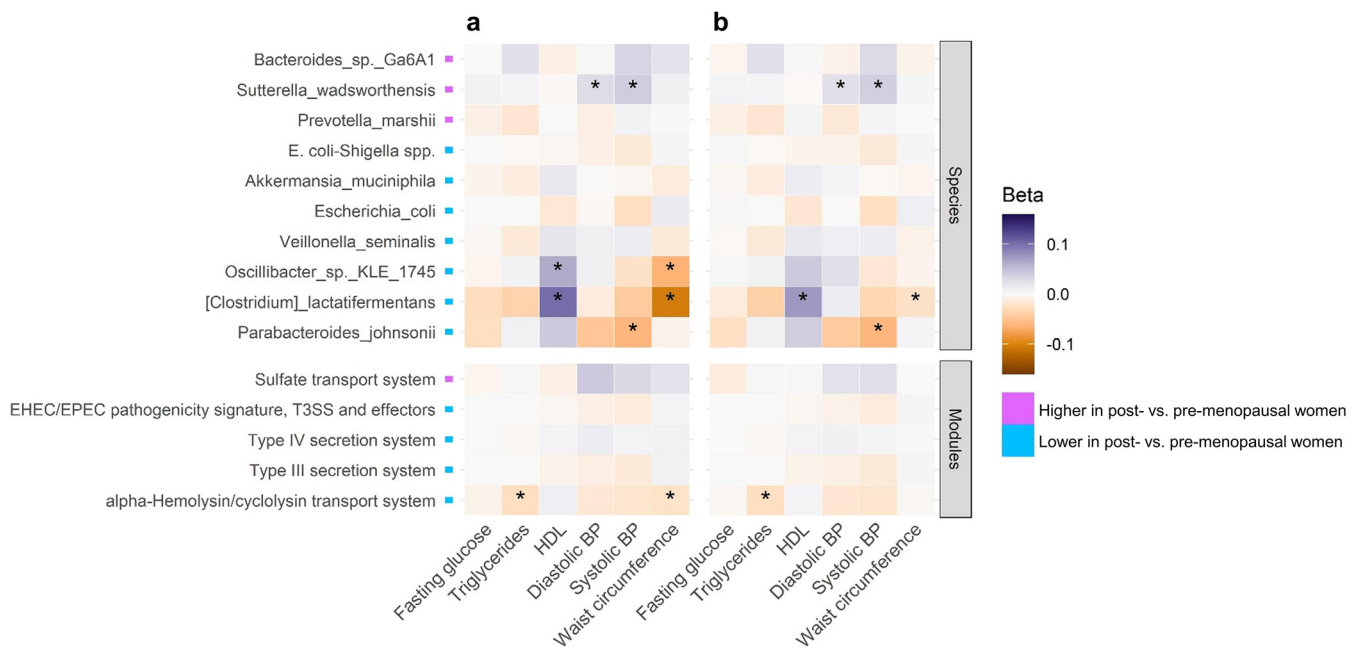 a
b
Bacteroides_sp._Ga6A1
Sutterella_wadsworthensis
* * * *
Prevotella_marshii
E. coli-Shigella spp.
Akkermansia_muciniphila
Escherichia_coli
Veillonella_seminalis
Oscillibacter_sp._KLE_1745
* *
[Clostridium]_lactatifermentans
* * * *
Parabacteroides_johnsonii
* *
Species
Sulfate transport system
EHEC/EPEC pathogenicity signature, T3SS and effectors
Type IV secretion system
Type III secretion system
alpha-Hemolysin/cyclolysin transport system
* * *
Modules
Fasting glucose
Triglycerides
HDL
Diastolic BP
Systolic BP
Waist circumference
Fasting glucose
Triglycerides
HDL
Diastolic BP
Systolic BP
Waist circumference
Beta
0.1
0.0
-0.1
Higher in post- vs. pre-menopausal women
Lower in post- vs. pre-menopausal women